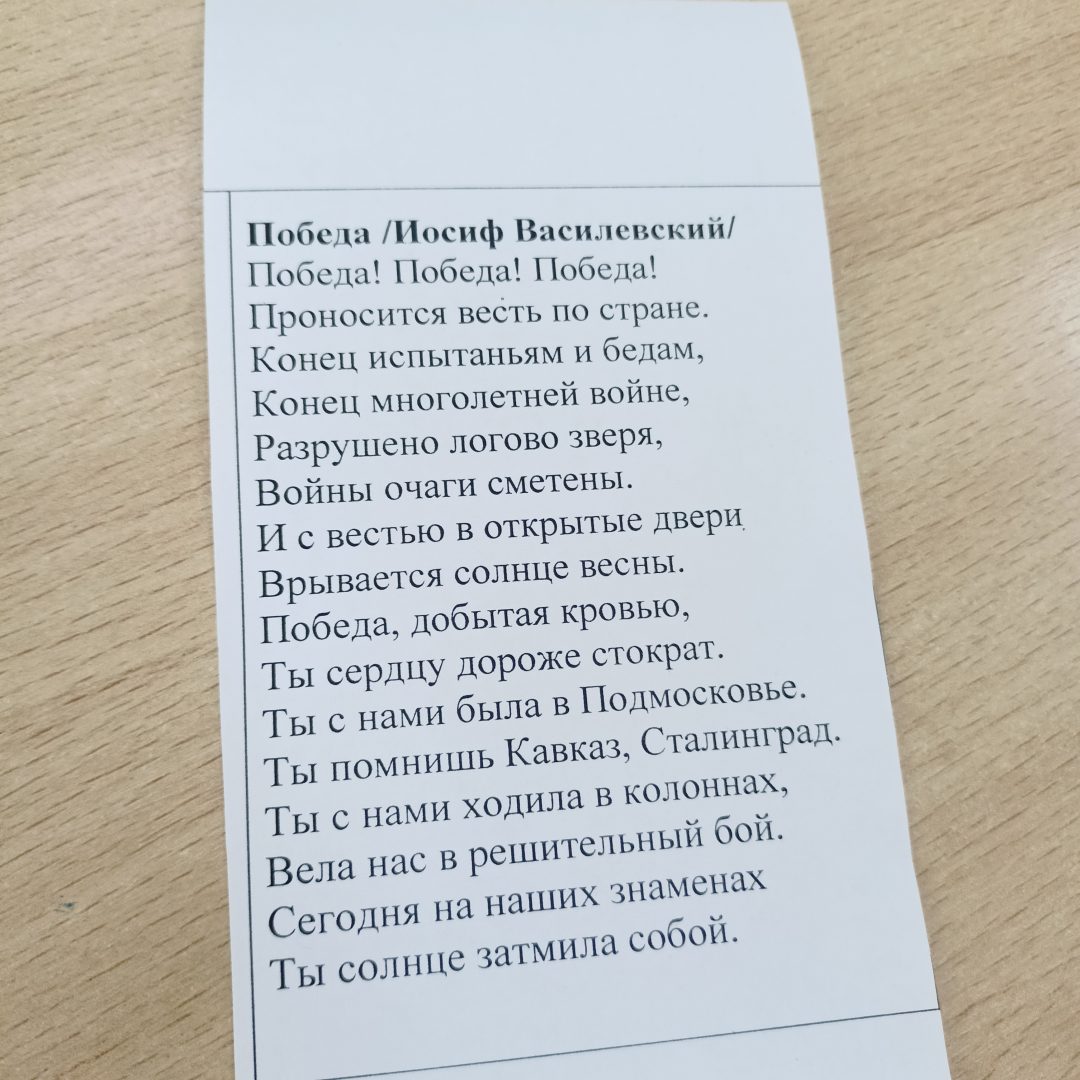 Победа /Иосиф Василевский/
Победа! Победа! Победа!
Проносится весть по стране.
Конец испытаньям и бедам,
Конец многолетней войне,
Разрушено логово зверя,
Войны очаги сметены.
И с вестью в открытые двери
Врывается солнце весны.
Победа, добытая кровью,
Ты сердцу дороже стократ.
Ты с нами была в Подмосковье.
Ты помнишь Кавказ, Сталинград.
Ты с нами ходила в колоннах,
Вела нас в решительный бой.
Сегодня на наших знаменах
Ты солнце затмила собой.